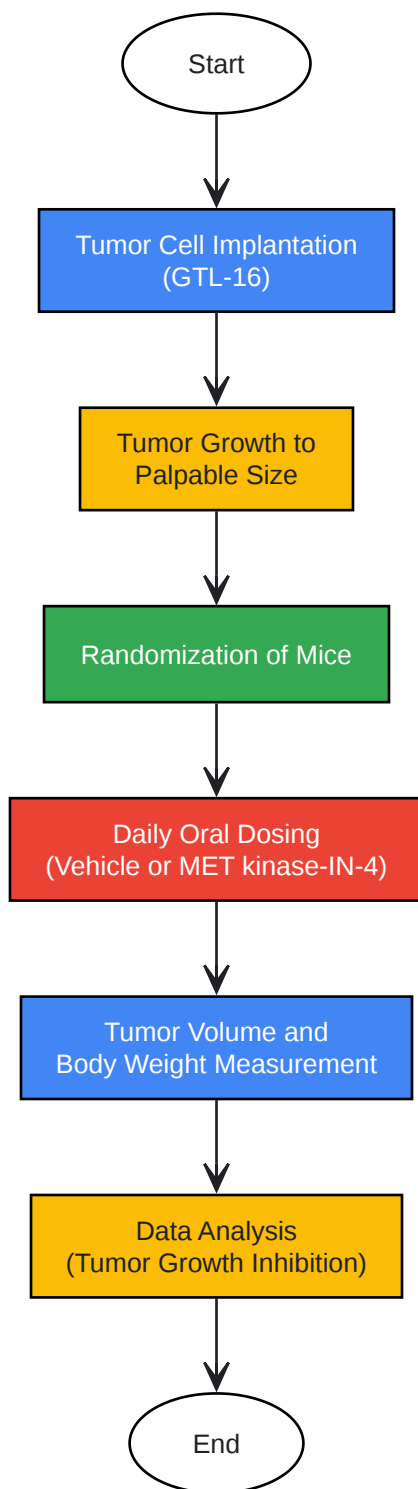 Start
Tumor Cell Implantation
(GTL-16)
Tumor Growth to
Palpable Size
Randomization of Mice
Daily Oral Dosing
(Vehicle or MET kinase-IN-4)
Tumor Volume and
Body Weight Measurement
Data Analysis
(Tumor Growth Inhibition)
End